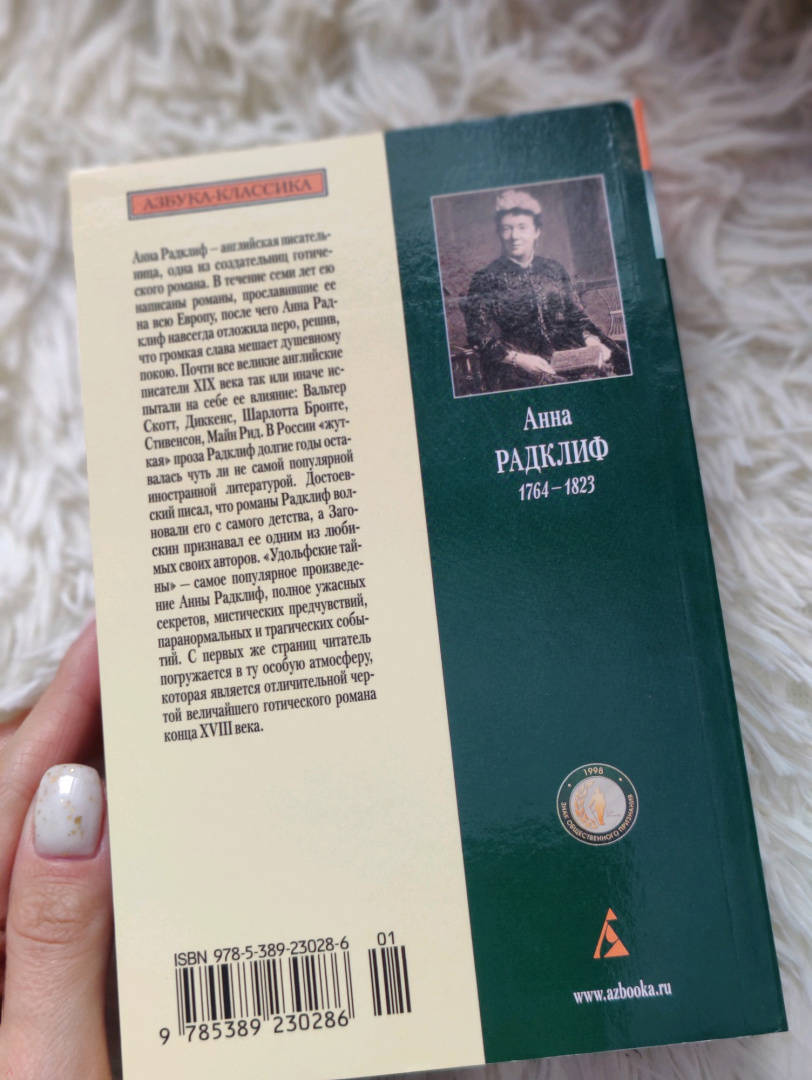 АЗБУКА-КЛАССИКА
Анна Радклиф – английская писатель-
ница, одна из создательниц готиче-
ского романа. В течение семи лет ею
написаны романы, прославившие ее
на всю Европу, после чего Анна Рад-
клиф навсегда отложила перо, решив,
что громкая слава мешает душевному
покою. Почти все великие английские
писатели XIX века так или иначе ис-
пытали на себе ее влияние: Вальтер
Скотт, Диккенс, Шарлотта Бронте,
Стивенсон, Майн Рид. В России «жут-
кая» проза Радклиф долгие годы оста-
валась чуть ли не самой популярной
иностранной литературой. Достоев-
ский писал, что романы Радклиф вол-
новали его с самого детства, а Заго-
скин признавал ее одним из люби-
мых своих авторов. «Удольфские тай-
ны» – самое популярное произведе-
ние Анны Радклиф, полное ужасных
секретов, мистических предчувствий,
паранормальных и трагических собы-
тий. С первых же страниц читатель
погружается в ту особую атмосферу,
которая является отличительной чер-
той величайшего готического романа
конца XVIII века.
Анна
РАДКЛИФ
1764–1823
1998
ЗНАК ОБЩЕСТВЕННОГО ПРИЗНАНИЯ
www.azbooka.ru
ISBN 978-5-389-23028-6
01
9 785389 230286